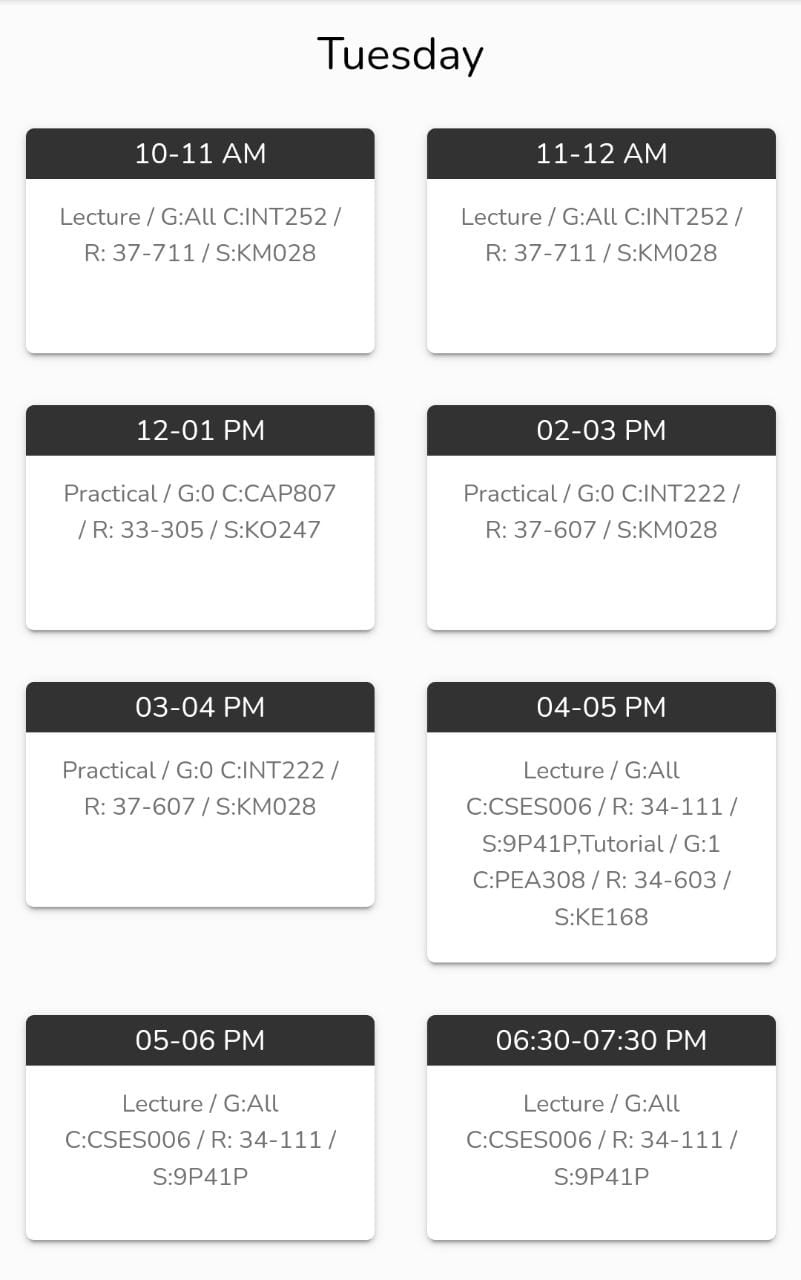 Tuesday
10-11 AM
Lecture / G:All C:INT252 /
R: 37-711 / S:KM028
11-12 AM
Lecture / G:All C:INT252 /
R: 37-711 / S:KM028
12-01 PM
Practical / G:0 C:CAP807
/ R: 33-305 / S:KO247
02-03 PM
Practical / G:0 C:INT222 /
R: 37-607 / S:KM028
03-04 PM
Practical / G:0 C:INT222 /
R: 37-607 / S:KM028
04-05 PM
Lecture / G:All
C:CSES006 / R: 34-111 /
S:9P41P,Tutorial / G:1
C:PEA308 / R: 34-603 /
S:KE168
05-06 PM
Lecture / G:All
C:CSES006 / R: 34-111 /
S:9P41P
06:30-07:30 PM
Lecture / G:All
C:CSES006 / R: 34-111 /
S:9P41P